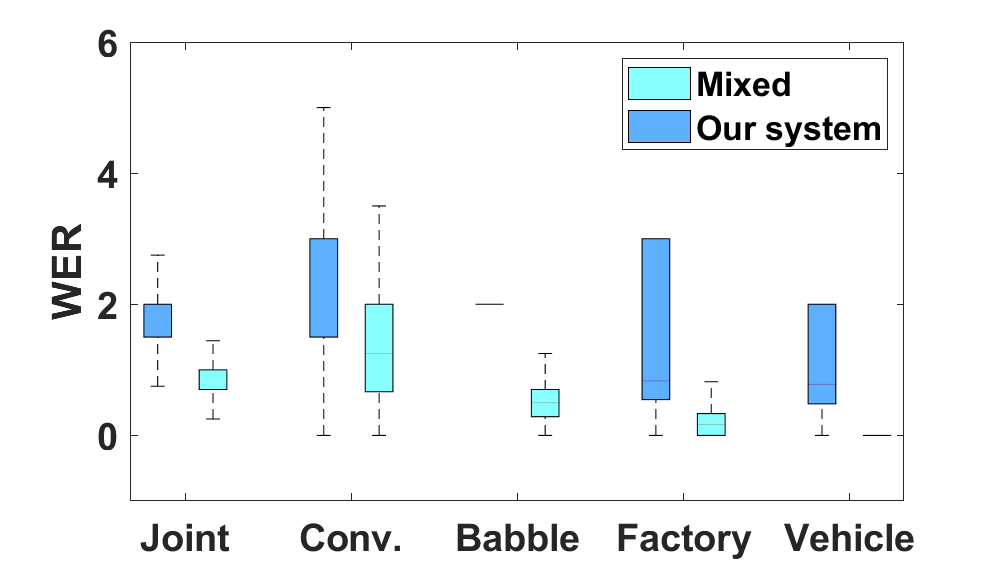 6
4
2
0
WER
Mixed
Our system
Joint
Conv.
Babble
Factory
Vehicle